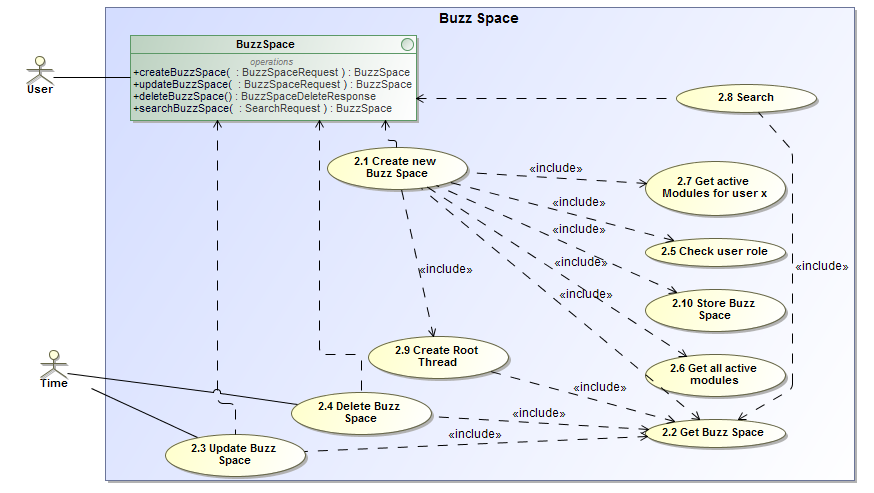 Buzz Space
BuzzSpace
operations
+createBuzzSpace( : BuzzSpaceRequest ) : BuzzSpace
+updateBuzzSpace( : BuzzSpaceRequest ) : BuzzSpace
+deleteBuzzSpace() : BuzzSpaceDeleteResponse
+searchBuzzSpace( : SearchRequest ) : BuzzSpace
User
2.8 Search
2.1 Create new
Buzz Space
«include»
2.7 Get active
Modules for user x
«include»
«include»
2.5 Check user role
«include»
«include»
«include»
«include»
2.10 Store Buzz
Space
2.9 Create Root
Thread
2.6 Get all active
modules
Time
«include»
2.4 Delete Buzz
Space
«include»
«include»
2.2 Get Buzz Space
2.3 Update Buzz
Space